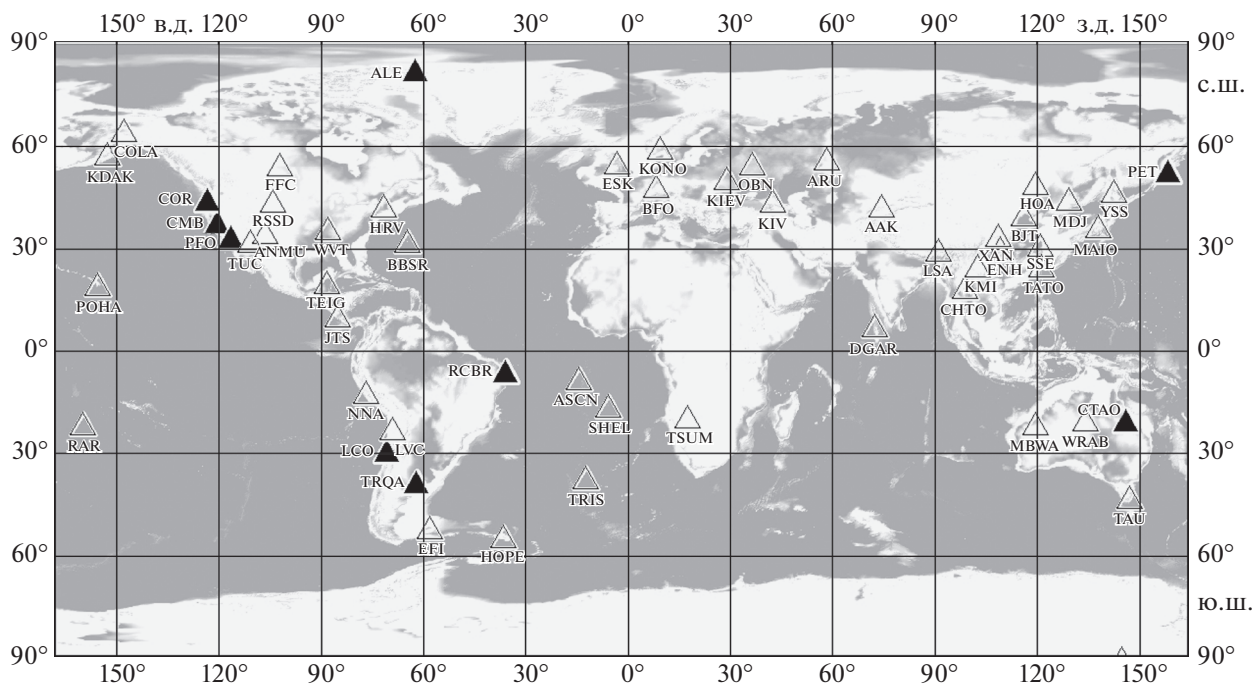 150° в.д. 120° 90° 60° 30° 0° 30° 60° 90° 120° з.д. 150°
90° 90°
ALE
с.ш.
60° 60°
COLA
KDAK
FFC
ESK
KONO
KIEV
OBN
ARU
PET
COR
RSSD
HRV
BFO
KIV
AAK
HOA
MDJ
YSS
CMB
PFO
TUC
ANMU
WVT
BBSR
BJT
MAIO
30° 30°
XAN
ENH
SSE
LSA
KMI
TATO
POHA
TEIG
CHTO
JTS
DGAR
0° 0°
RCBR
NNA
ASCN
SHEL
TSUM
CTAO
RAR
LCO
LVC
MBWA
WRAB
30° 30°
TRQA
TRIS
TAU
EFI
HOPE
60° 60°
ю.ш.
90° 90°
150° 120° 90° 60° 30° 0° 30° 60° 90° 120° 150°